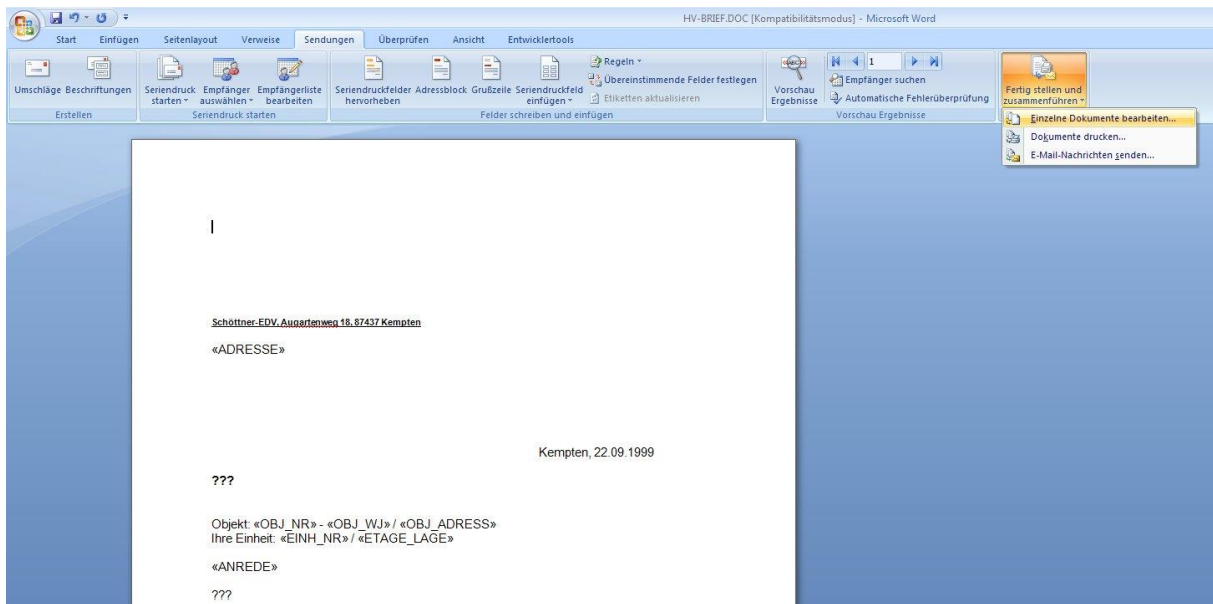 HV-BRIEF.DOC [Kompatibilitätsmodus] - Microsoft Word
Start Einfügen Seitenlayout Verweise Sendungen Überprüfen Ansicht Entwicklertools
Umschläge Beschriftungen
Erstellen
Seriendruck starten Empfänger auswählen Empfängerliste bearbeiten
Seriendruck starten
Seriendruckfelder hervorheben Adressblock Grußzeile Seriendruckfeld einfügen
Regeln
Übereinstimmende Felder festlegen
Etiketten aktualisieren
Felder schreiben und einfügen
Vorschau Ergebnisse
1
Empfänger suchen
Automatische Fehlerüberprüfung
Vorschau Ergebnisse
Fertig stellen und zusammenführen
Einzelne Dokumente bearbeiten...
Dokumente drucken...
E-Mail-Nachrichten senden...
Schöttner-EDV, Augartenweg 18, 87437 Kempten
«ADRESSE»
Kempten, 22.09.1999
???
Objekt: «OBJ_NR» - «OBJ_WJ» / «OBJ_ADRESS»
Ihre Einheit: «EINH_NR» / «ETAGE_LAGE»
«ANREDE»
???